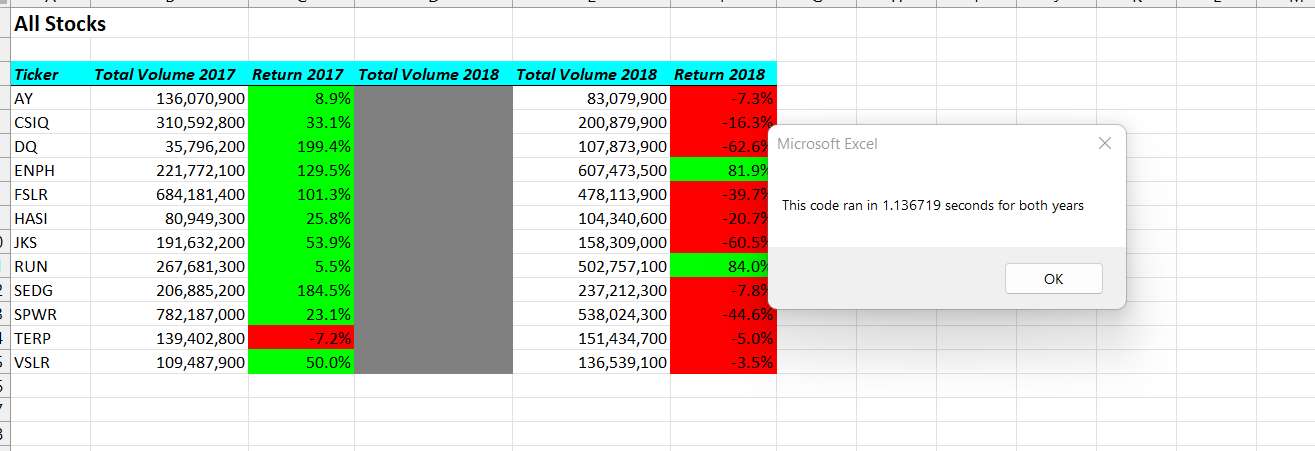 All Stocks
Ticker Total Volume 2017 Return 2017 Total Volume 2018 Total Volume 2018 Return 2018
AY 136,070,900 8.9% 83,079,900 -7.3%
CSIQ 310,592,800 33.1% 200,879,900 -16.3%
DQ 35,796,200 199.4% 107,873,900 -62.6%
ENPH 221,772,100 129.5% 607,473,500 81.9%
FSLR 684,181,400 101.3% 478,113,900 -39.7%
HASI 80,949,300 25.8% 104,340,600 -20.7%
JKS 191,632,200 53.9% 158,309,000 -60.5%
RUN 267,681,300 5.5% 502,757,100 84.0%
SEDG 206,885,200 184.5% 237,212,300 -7.8%
SPWR 782,187,000 23.1% 538,024,300 -44.6%
TERP 139,402,800 -7.2% 151,434,700 -5.0%
VSLR 109,487,900 50.0% 136,539,100 -3.5%
Microsoft Excel
This code ran in 1.136719 seconds for both years
OK